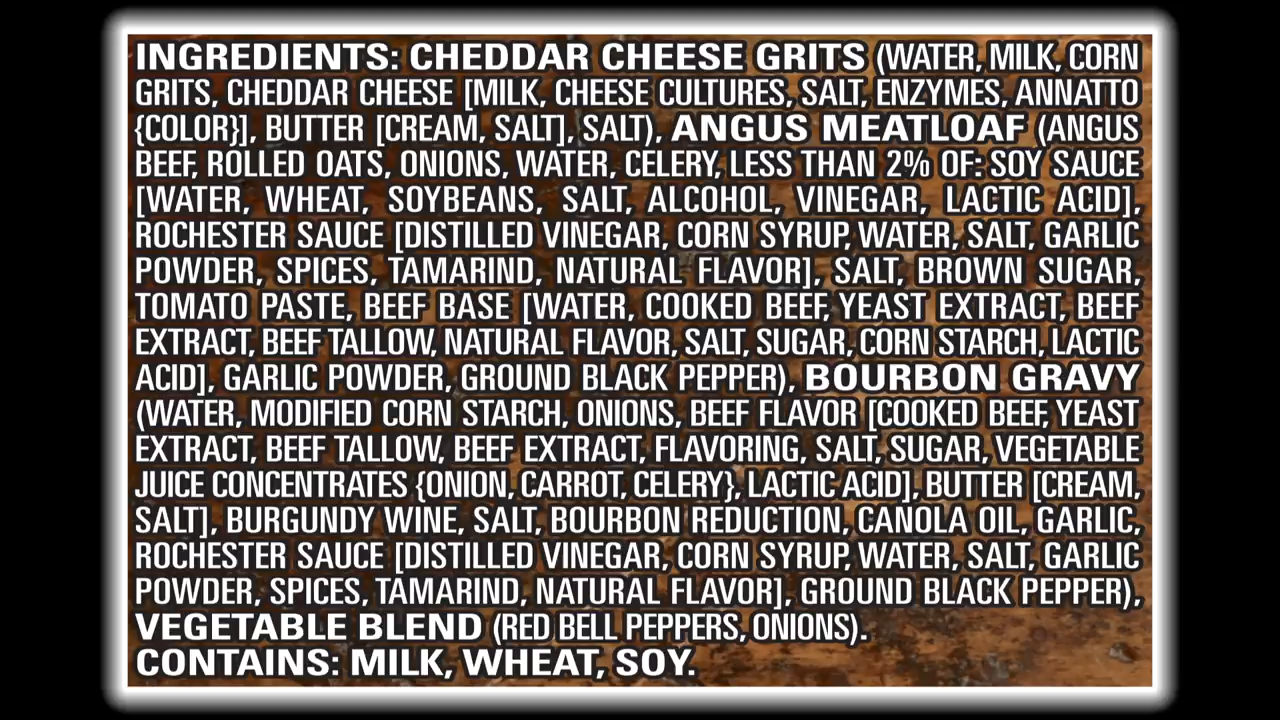 INGREDIENTS: CHEDDAR CHEESE GRITS (WATER, MILK, CORN
GRITS, CHEDDAR CHEESE [MILK, CHEESE CULTURES, SALT, ENZYMES, ANNATTO
{COLOR}], BUTTER [CREAM, SALT], SALT), ANGUS MEATLOAF (ANGUS
BEEF, ROLLED OATS, ONIONS, WATER, CELERY, LESS THAN 2% OF: SOY SAUCE
[WATER, WHEAT, SOYBEANS, SALT, ALCOHOL, VINEGAR, LACTIC ACID],
ROCHESTER SAUCE [DISTILLED VINEGAR, CORN SYRUP, WATER, SALT, GARLIC
POWDER, SPICES, TAMARIND, NATURAL FLAVOR], SALT, BROWN SUGAR,
TOMATO PASTE, BEEF BASE [WATER, COOKED BEEF, YEAST EXTRACT, BEEF
EXTRACT, BEEF TALLOW, NATURAL FLAVOR, SALT, SUGAR, CORN STARCH, LACTIC
ACID], GARLIC POWDER, GROUND BLACK PEPPER), BOURBON GRAVY
(WATER, MODIFIED CORN STARCH, ONIONS, BEEF FLAVOR [COOKED BEEF, YEAST
EXTRACT, BEEF TALLOW, BEEF EXTRACT, FLAVORING, SALT, SUGAR, VEGETABLE
JUICE CONCENTRATES {ONION, CARROT, CELERY}, LACTIC ACID], BUTTER [CREAM,
SALT], BURGUNDY WINE, SALT, BOURBON REDUCTION, CANOLA OIL, GARLIC,
ROCHESTER SAUCE [DISTILLED VINEGAR, CORN SYRUP, WATER, SALT, GARLIC
POWDER, SPICES, TAMARIND, NATURAL FLAVOR], GROUND BLACK PEPPER),
VEGETABLE BLEND (RED BELL PEPPERS, ONIONS).
CONTAINS: MILK, WHEAT, SOY.